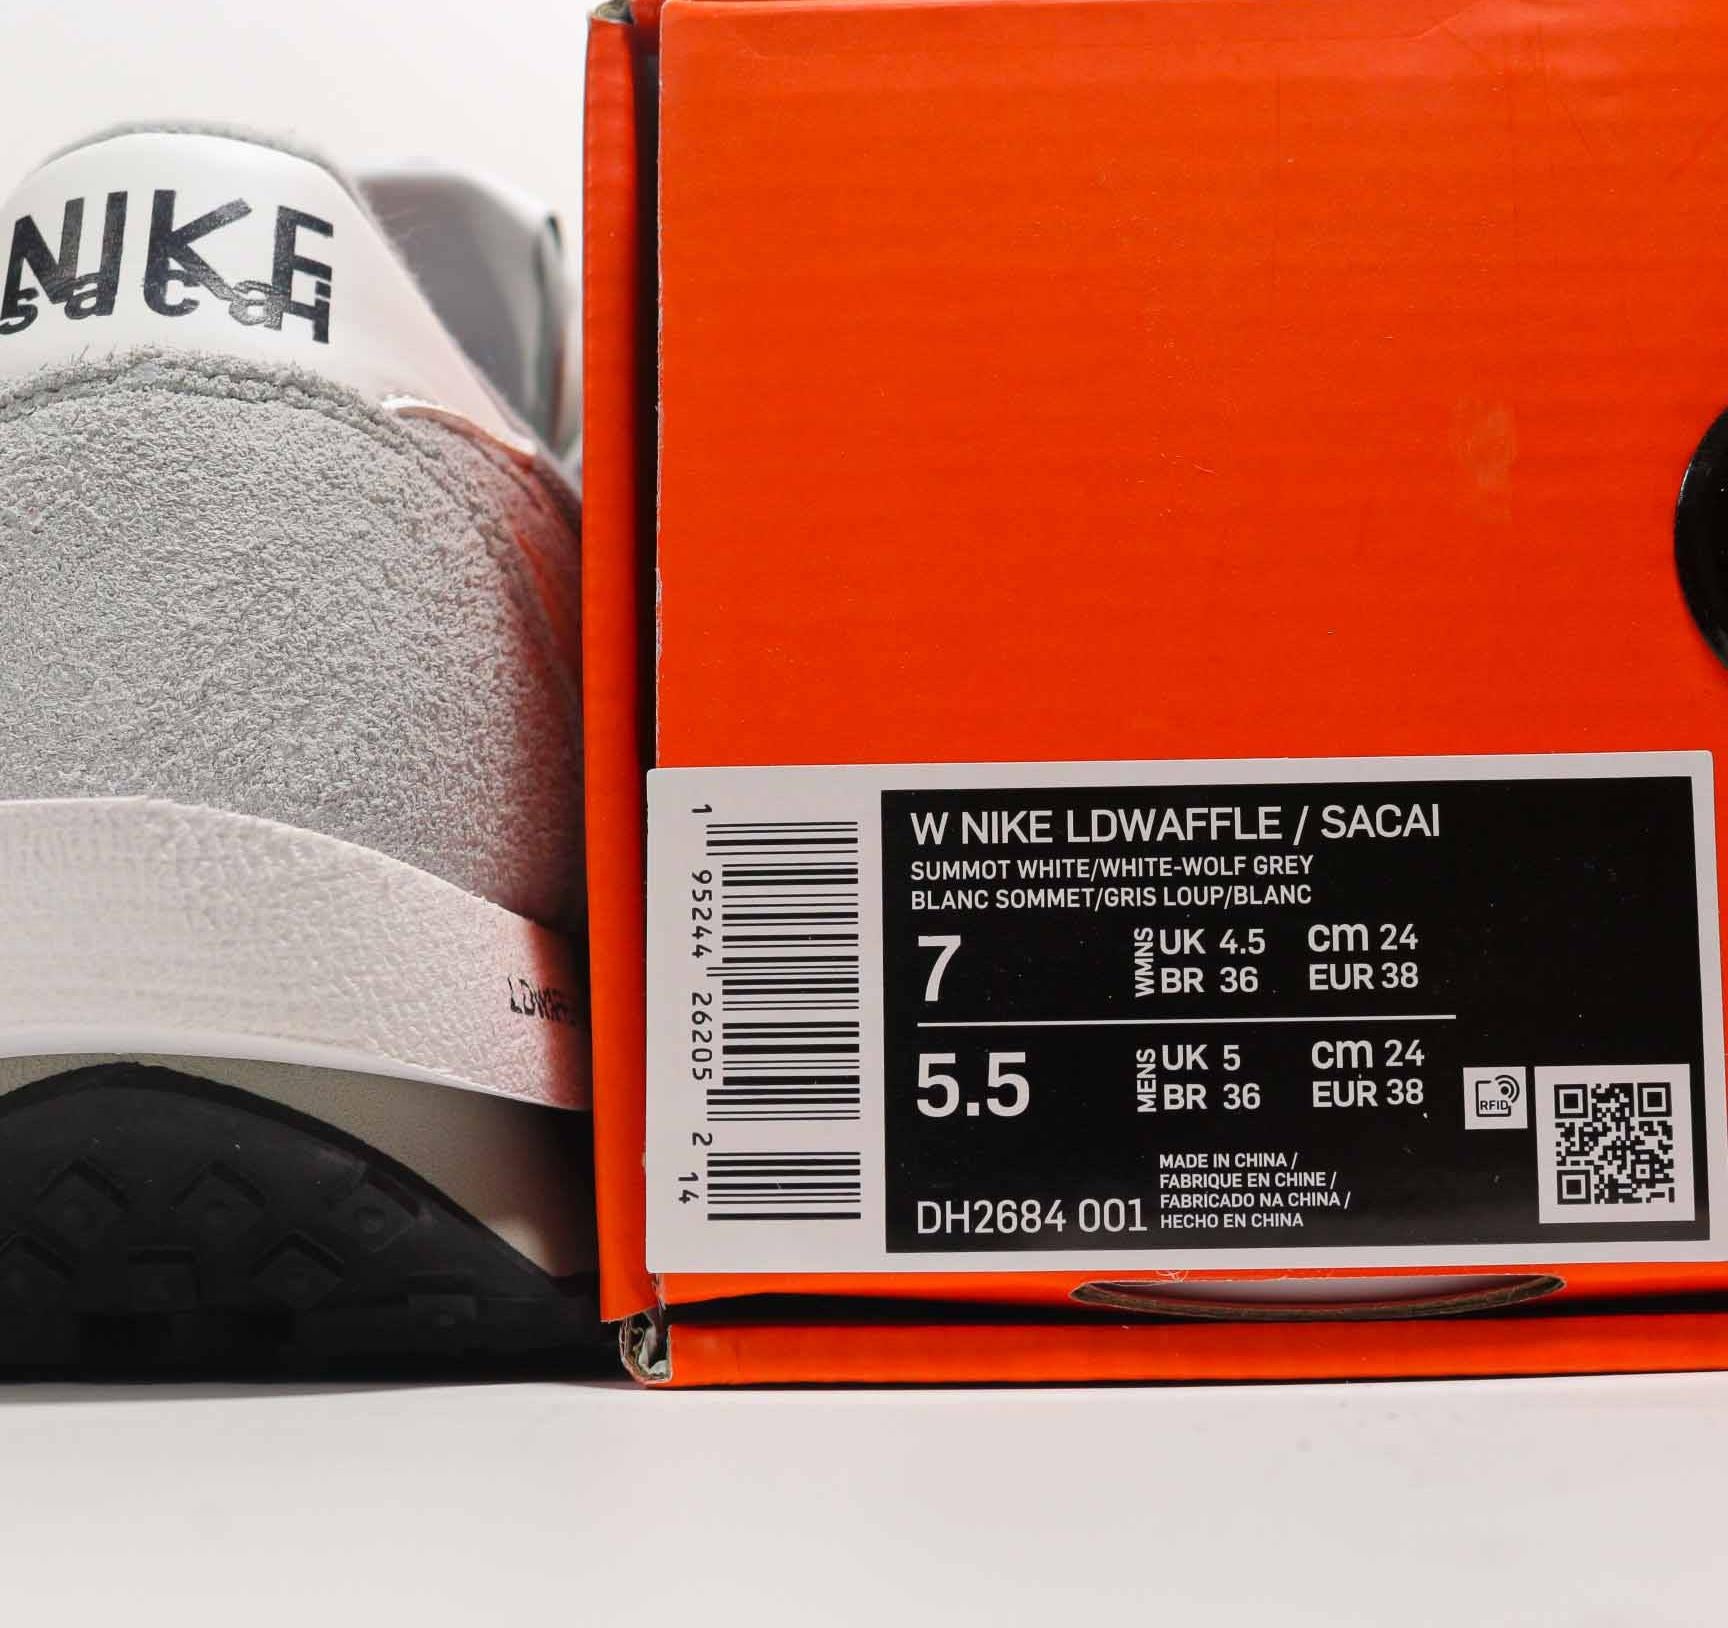 NIKE
sacai
LDWAFFLE
W NIKE LDWAFFLE / SACAI
SUMMOT WHITE/WHITE-WOLF GREY
BLANC SOMMET/GRIS LOUP/BLANC
7 WMNS UK 4.5 cm 24
BR 36 EUR 38
5.5 MENS UK 5 cm 24
BR 36 EUR 38
RFID
MADE IN CHINA /
FABRIQUE EN CHINE /
FABRICADO NA CHINA /
HECHO EN CHINA
DH2684 001
1 95244 26205 2 14